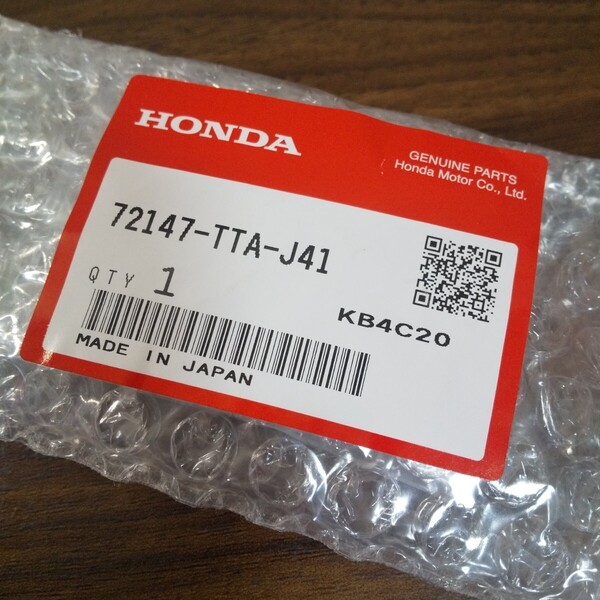 HONDA
GENUINE PARTS
Honda Motor Co., Ltd.
72147-TTA-J41
QTY 1
KB4C20
MADE IN JAPAN